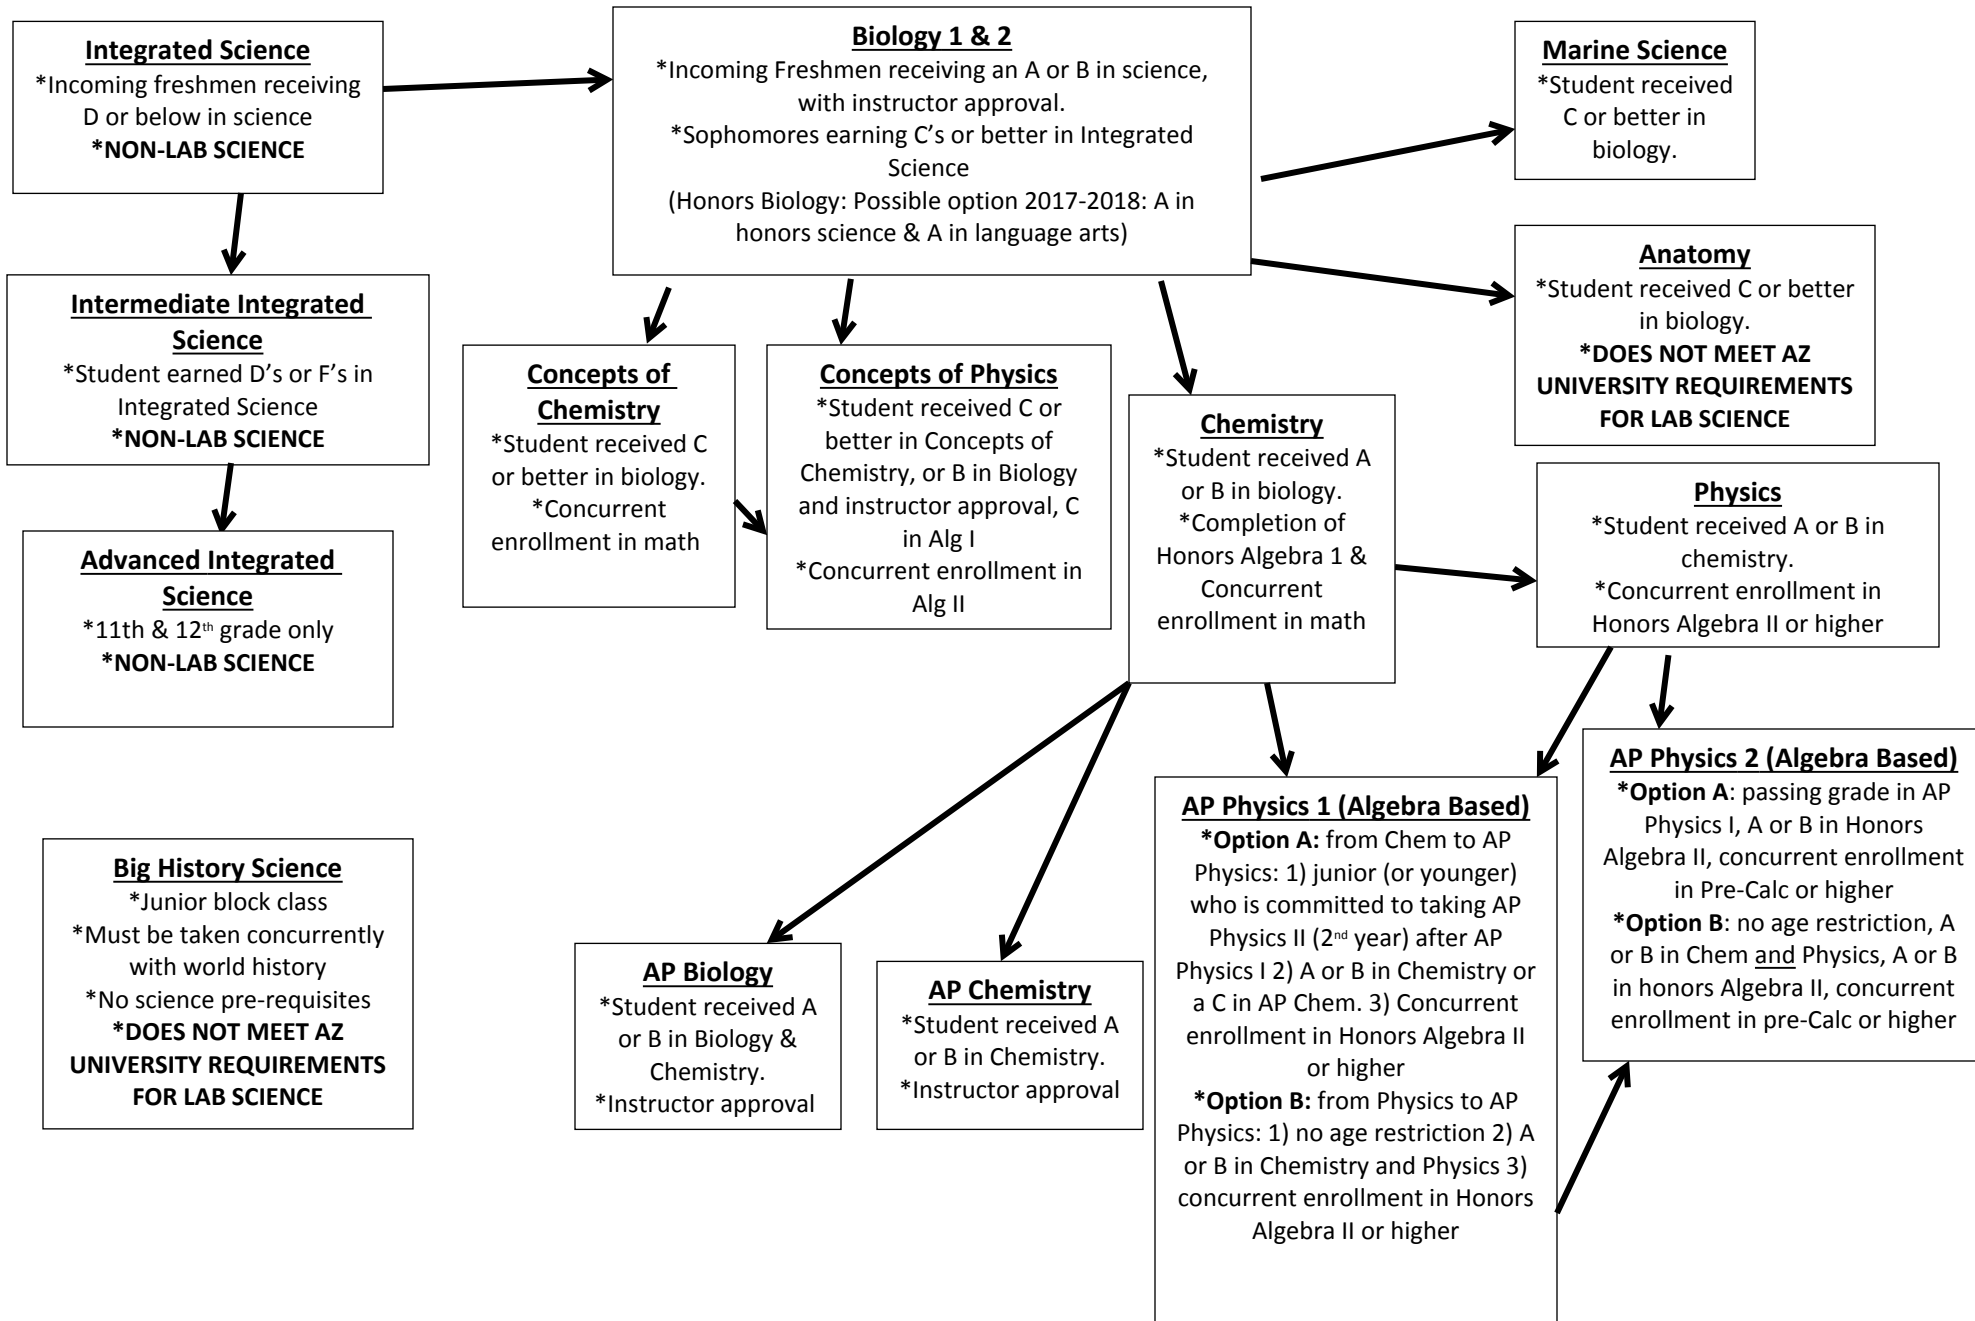 Integrated Science
*Incoming freshmen receiving
D or below in science
*NON-LAB SCIENCE
Biology 1 & 2
*Incoming Freshmen receiving an A or B in science,
with instructor approval.
*Sophomores earning C’s or better in Integrated
Science
(Honors Biology: Possible option 2017-2018: A in
honors science & A in language arts)
Marine Science
*Student received
C or better in
biology.
Anatomy
*Student received C or better
in biology.
*DOES NOT MEET AZ
UNIVERSITY REQUIREMENTS
FOR LAB SCIENCE
Intermediate Integrated
Science
*Student earned D’s or F’s in
Integrated Science
*NON-LAB SCIENCE
Concepts of
Chemistry
*Student received C
or better in biology.
*Concurrent
enrollment in math
Concepts of Physics
*Student received C or
better in Concepts of
Chemistry, or B in Biology
and instructor approval, C
in Alg I
*Concurrent enrollment in
Alg II
Chemistry
*Student received A
or B in biology.
*Completion of
Honors Algebra 1 &
Concurrent
enrollment in math
Physics
*Student received A or B in
chemistry.
*Concurrent enrollment in
Honors Algebra II or higher
Advanced Integrated
Science
*11th & 12th grade only
*NON-LAB SCIENCE
AP Physics 2 (Algebra Based)
*Option A: passing grade in AP
Physics I, A or B in Honors
Algebra II, concurrent enrollment
in Pre-Calc or higher
*Option B: no age restriction, A
or B in Chem and Physics, A or B
in honors Algebra II, concurrent
enrollment in pre-Calc or higher
AP Physics 1 (Algebra Based)
*Option A: from Chem to AP
Physics: 1) junior (or younger)
who is committed to taking AP
Physics II (2nd year) after AP
Physics I 2) A or B in Chemistry or
a C in AP Chem. 3) Concurrent
enrollment in Honors Algebra II
or higher
*Option B: from Physics to AP
Physics: 1) no age restriction 2) A
or B in Chemistry and Physics 3)
concurrent enrollment in Honors
Algebra II or higher
Big History Science
*Junior block class
*Must be taken concurrently
with world history
*No science pre-requisites
*DOES NOT MEET AZ
UNIVERSITY REQUIREMENTS
FOR LAB SCIENCE
AP Biology
*Student received A
or B in Biology &
Chemistry.
*Instructor approval
AP Chemistry
*Student received A
or B in Chemistry.
*Instructor approval